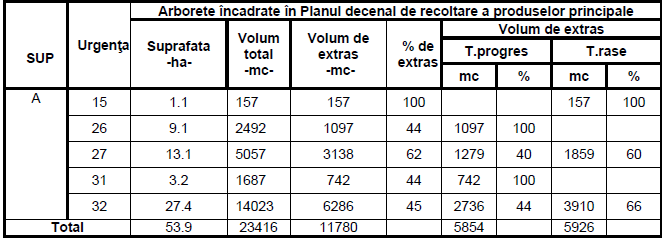 Arborete încadrate în Planul decenal de recoltare a produselor principale
SUP Urgenţa Suprafata -ha- Volum total -mc- Volum de extras -mc- % de extras Volum de extras
T.progres T.rase
mc % mc %
A 15 1.1 157 157 100 157 100
26 9.1 2492 1097 44 1097 100
27 13.1 5057 3138 62 1279 40 1859 60
31 3.2 1687 742 44 742 100
32 27.4 14023 6286 45 2736 44 3910 66
Total 53.9 23416 11780 5854 5926